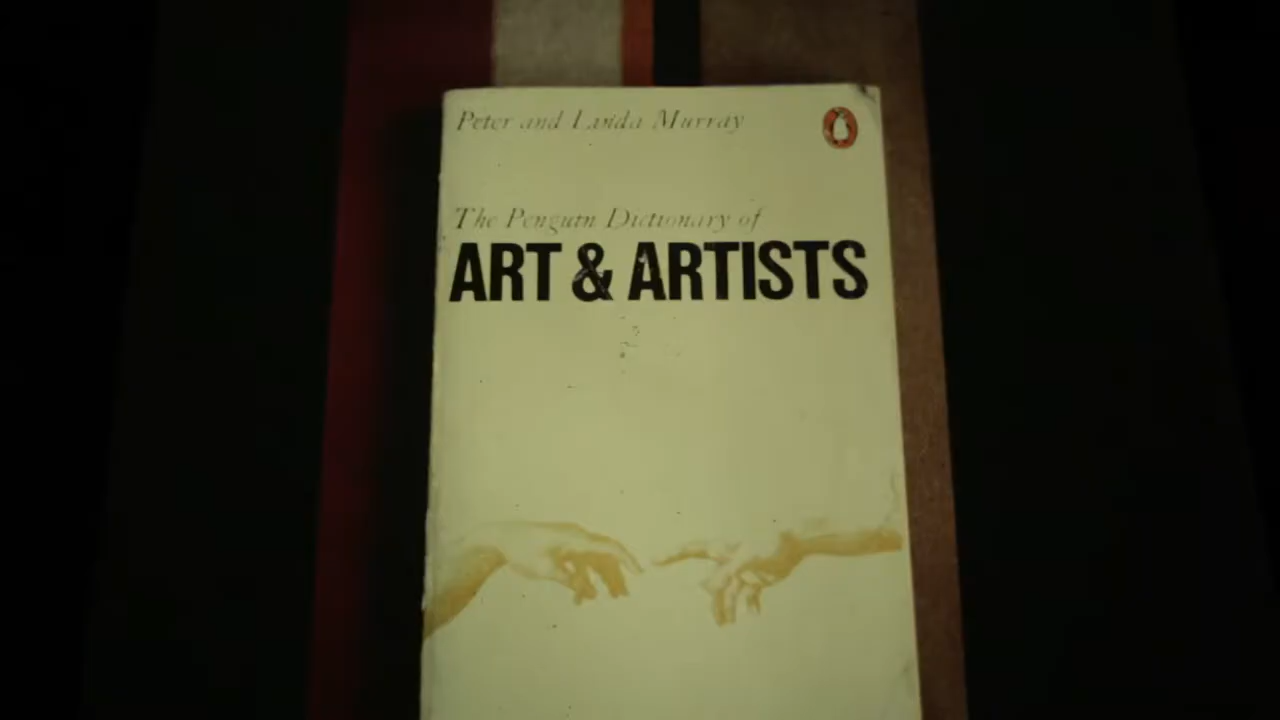 Peter and Linda Murray
The Penguin Dictionary of
ART & ARTISTS